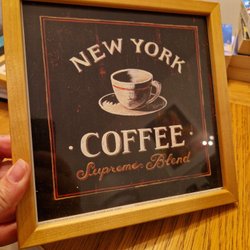 NEW YORK
· COFFEE ·
Supreme Blend